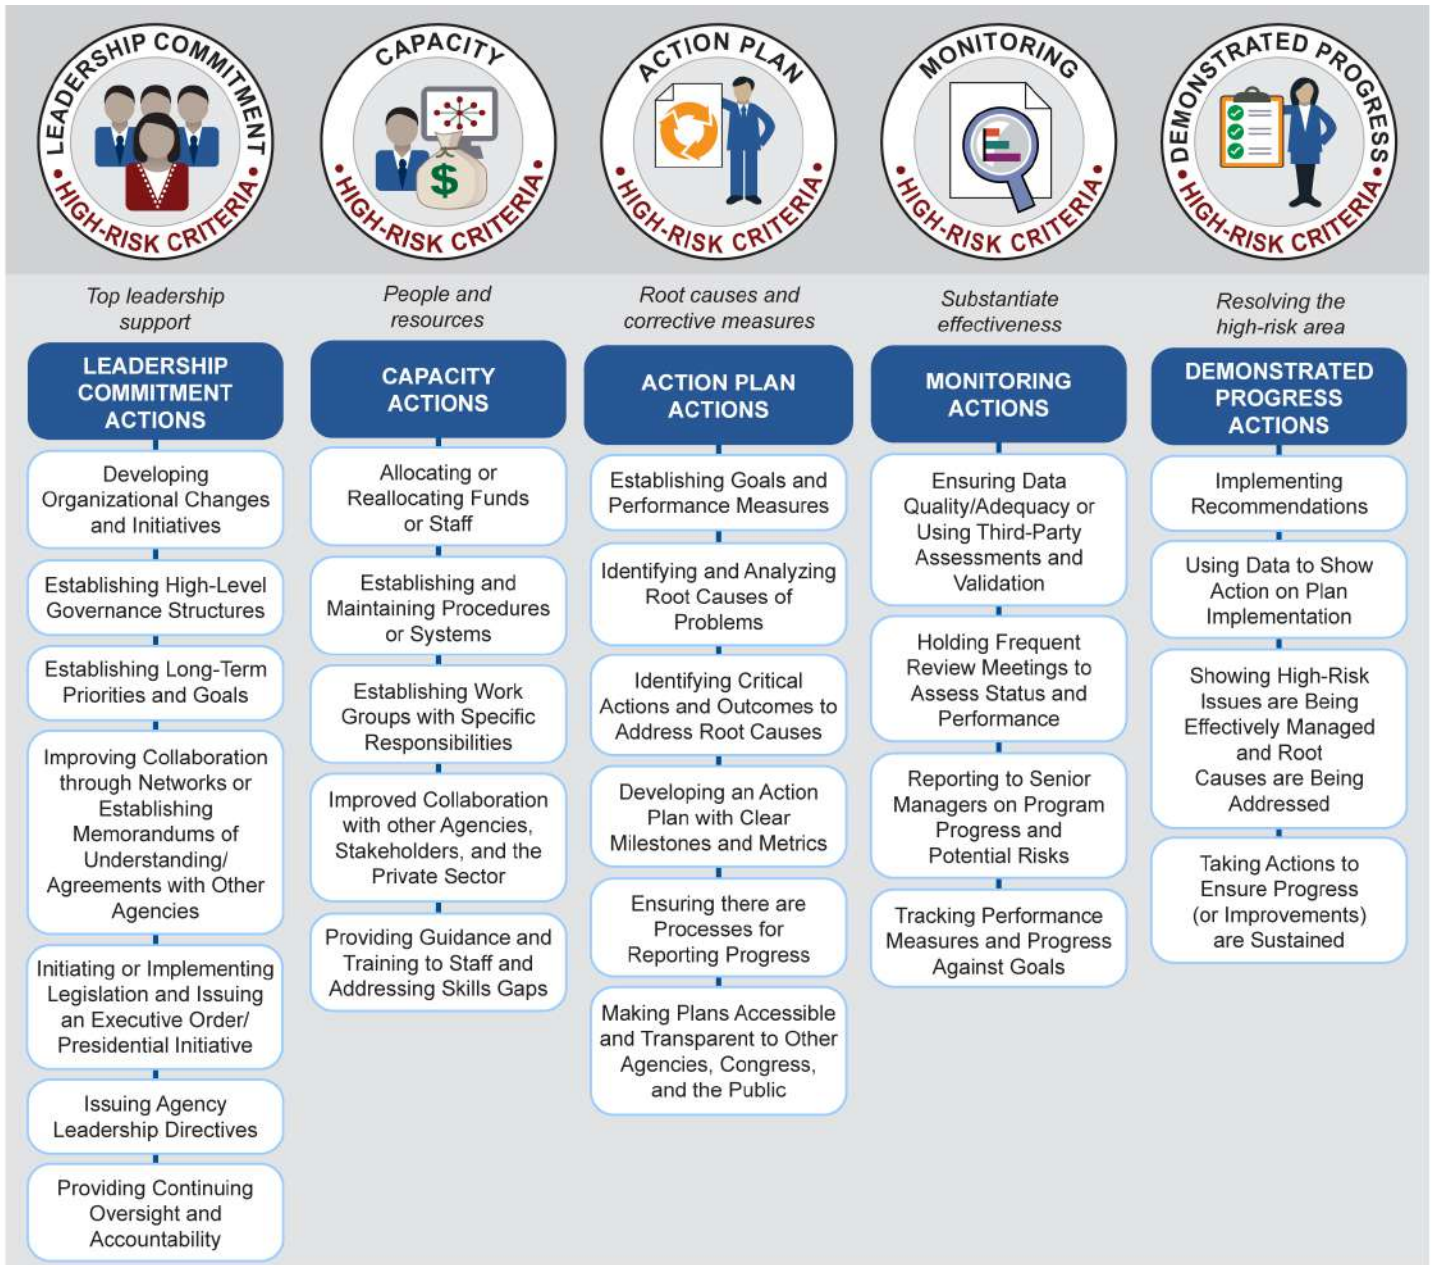 LEADERSHIP COMMITMENT
• HIGH-RISK CRITERIA •
CAPACITY
• HIGH-RISK CRITERIA •
ACTION PLAN
• HIGH-RISK CRITERIA •
MONITORING
• HIGH-RISK CRITERIA •
DEMONSTRATED PROGRESS
• HIGH-RISK CRITERIA •
$
Top leadership
support
LEADERSHIP
COMMITMENT
ACTIONS
Developing
Organizational Changes
and Initiatives
Establishing High-Level
Governance Structures
Establishing Long-Term
Priorities and Goals
Improving Collaboration
through Networks or
Establishing
Memorandums of
Understanding/
Agreements with Other
Agencies
Initiating or Implementing
Legislation and Issuing
an Executive Order/
Presidential Initiative
Issuing Agency
Leadership Directives
Providing Continuing
Oversight and
Accountability
People and
resources
CAPACITY
ACTIONS
Allocating or
Reallocating Funds
or Staff
Establishing and
Maintaining Procedures
or Systems
Establishing Work
Groups with Specific
Responsibilities
Improved Collaboration
with other Agencies,
Stakeholders, and the
Private Sector
Providing Guidance and
Training to Staff and
Addressing Skills Gaps
Root causes and
corrective measures
ACTION PLAN
ACTIONS
Establishing Goals and
Performance Measures
Identifying and Analyzing
Root Causes of
Problems
Identifying Critical
Actions and Outcomes to
Address Root Causes
Developing an Action
Plan with Clear
Milestones and Metrics
Ensuring there are
Processes for
Reporting Progress
Making Plans Accessible
and Transparent to Other
Agencies, Congress,
and the Public
Substantiate
effectiveness
MONITORING
ACTIONS
Ensuring Data
Quality/Adequacy or
Using Third-Party
Assessments and
Validation
Holding Frequent
Review Meetings to
Assess Status and
Performance
Reporting to Senior
Managers on Program
Progress and
Potential Risks
Tracking Performance
Measures and Progress
Against Goals
Resolving the
high-risk area
DEMONSTRATED
PROGRESS
ACTIONS
Implementing
Recommendations
Using Data to Show
Action on Plan
Implementation
Showing High-Risk
Issues are Being
Effectively Managed
and Root
Causes are Being
Addressed
Taking Actions to
Ensure Progress
(or Improvements)
are Sustained